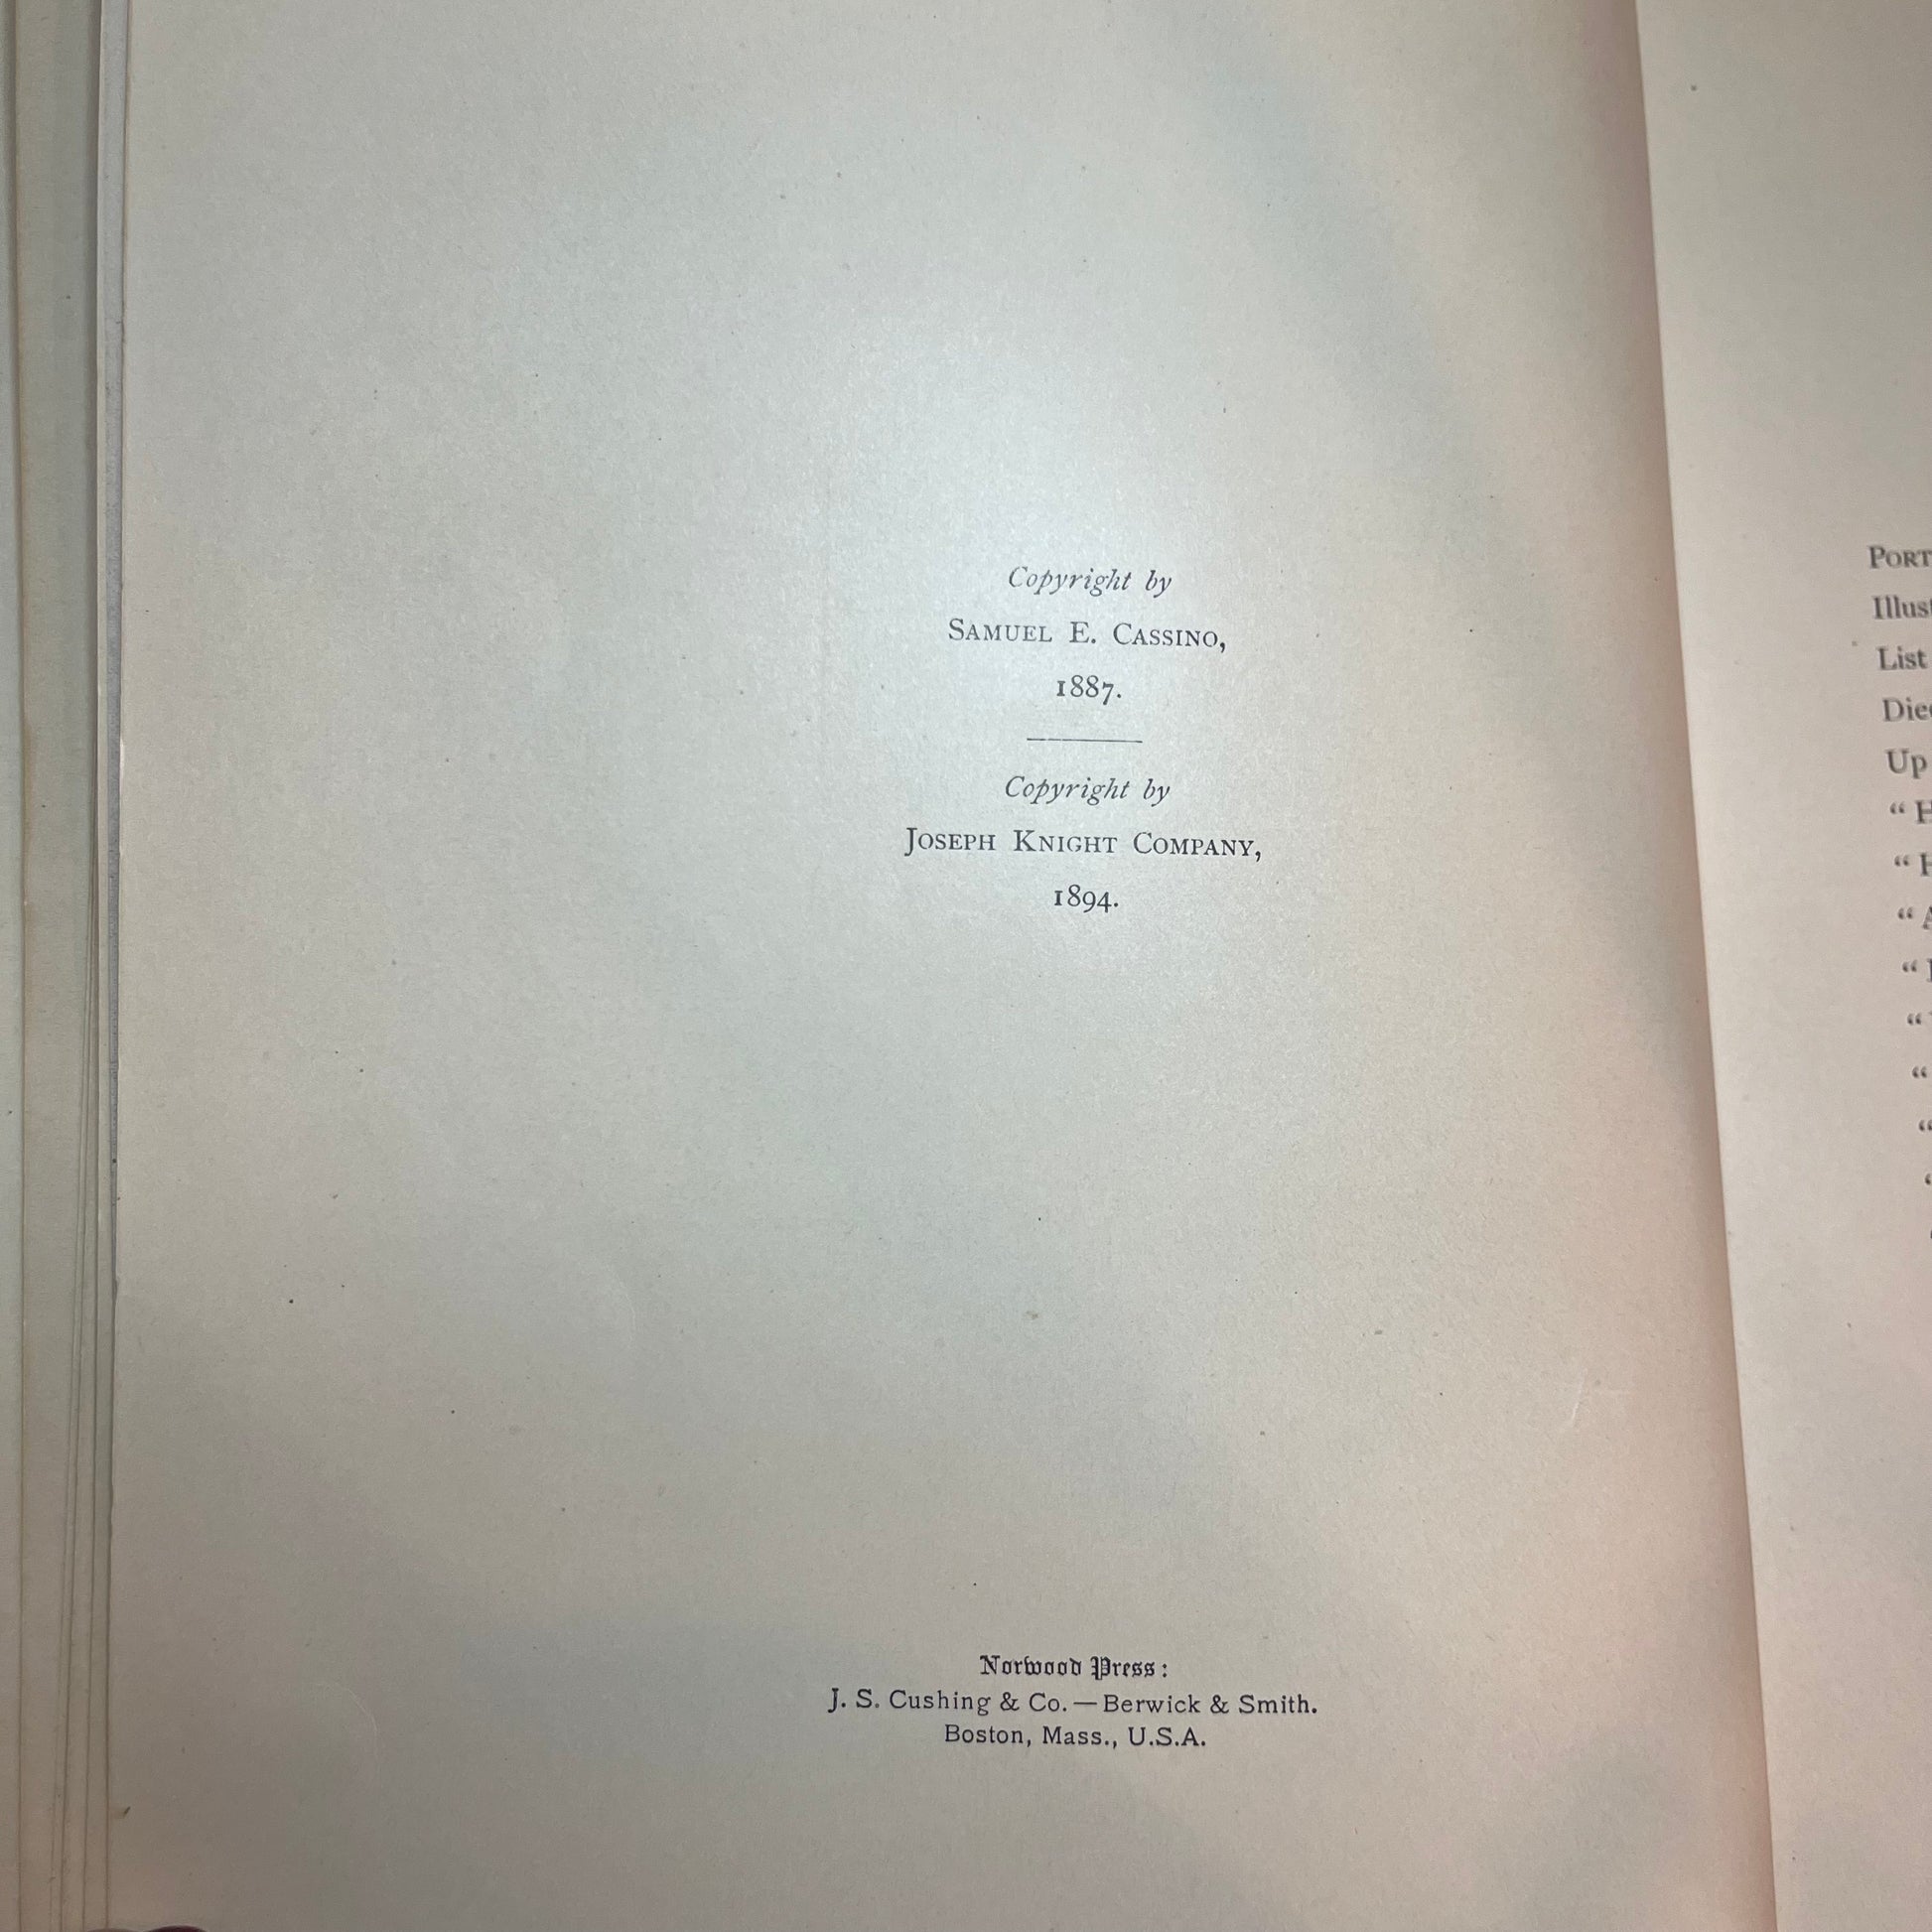 Copyright by
SAMUEL E. CASSINO,
1887.
Copyright by
JOSEPH KNIGHT COMPANY,
1894.
Norwood Press:
J. S. Cushing & Co. — Berwick & Smith.
Boston, Mass., U.S.A.
List
Up